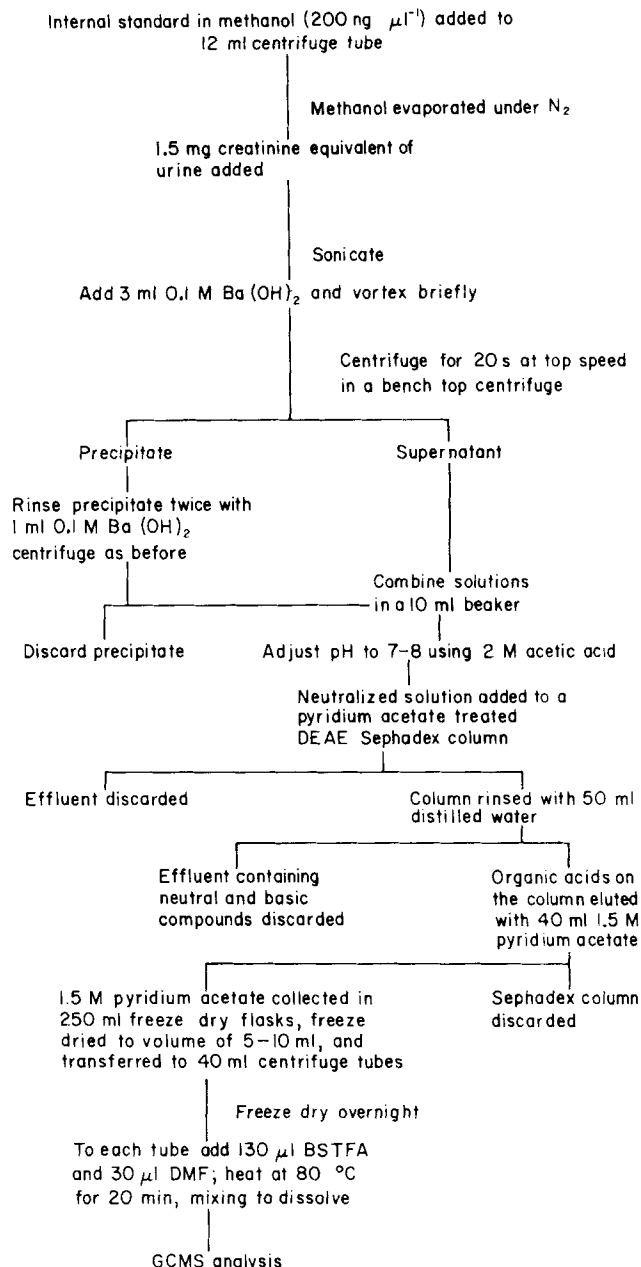 Internal standard in methanol (200 ng μl⁻¹) added to
12 ml centrifuge tube
Methanol evaporated under N₂
1.5 mg creatinine equivalent of
urine added
Sonicate
Add 3 ml 0.1 M Ba(OH)₂ and vortex briefly
Centrifuge for 20 s at top speed
in a bench top centrifuge
Precipitate
Supernatant
Rinse precipitate twice with
1 ml 0.1 M Ba (OH)₂
centrifuge as before
Combine solutions
in a 10 ml beaker
Discard precipitate
Adjust pH to 7–8 using 2 M acetic acid
Neutralized solution added to a
pyridium acetate treated
DEAE Sephadex column
Effluent discarded
Column rinsed with 50 ml
distilled water
Effluent containing
neutral and basic
compounds discarded
Organic acids on
the column eluted
with 40 ml 1.5 M
pyridium acetate
1.5 M pyridium acetate collected in
250 ml freeze dry flasks, freeze
dried to volume of 5–10 ml, and
transferred to 40 ml centrifuge tubes
Sephadex column
discarded
Freeze dry overnight
To each tube add 130 μl BSTFA
and 30 μl DMF; heat at 80 °C
for 20 min, mixing to dissolve
GCMS analysis